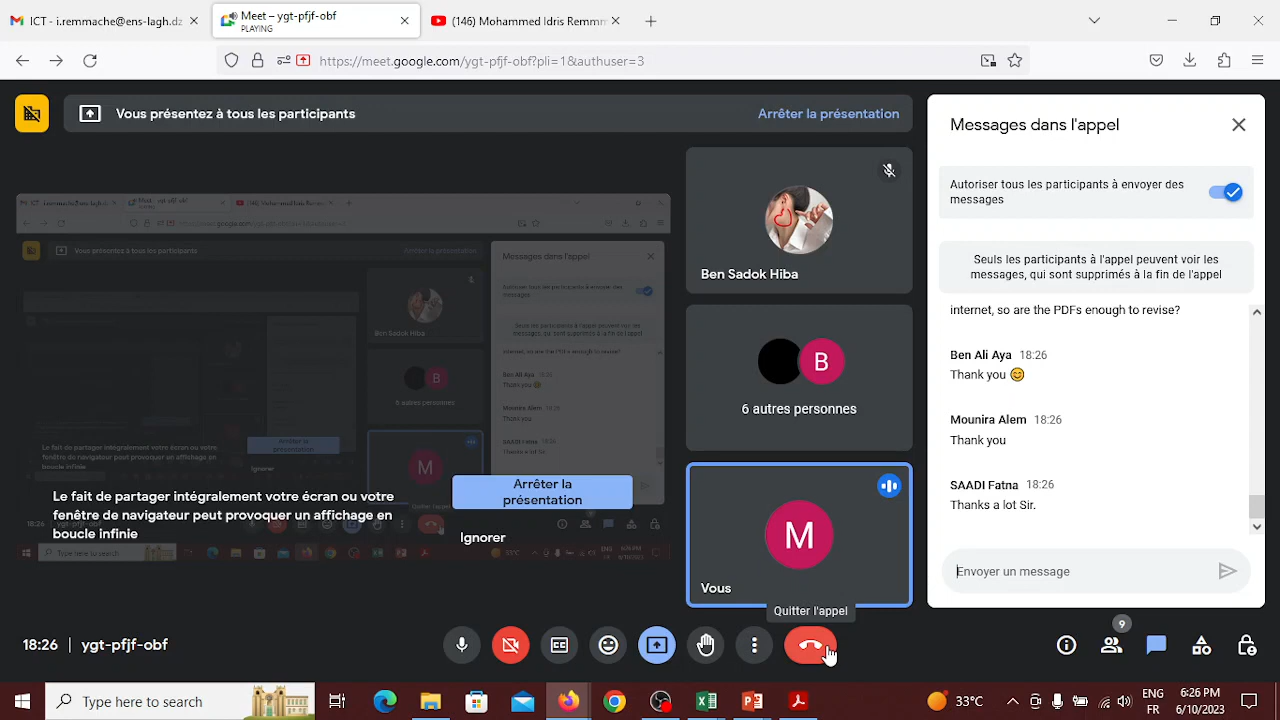 ICT - i.remmache@ens-lagh.dz
Meet – ygt-pfjf-obf
PLAYING
(146) Mohammed Idris Remm
https://meet.google.com/ygt-pfjf-obf?pli=1&authuser=3
Vous présentez à tous les participants
Arrêter la présentation
Ben Sadok Hiba
B
6 autres personnes
M
Vous
Le fait de partager intégralement votre écran ou votre
fenêtre de navigateur peut provoquer un affichage en
boucle infinie
Arrêter la
présentation
Ignorer
Messages dans l'appel
Autoriser tous les participants à envoyer des
messages
Seuls les participants à l'appel peuvent voir les
messages, qui sont supprimés à la fin de l'appel
internet, so are the PDFs enough to revise?
Ben Ali Aya 18:26
Thank you 😊
Mounira Alem 18:26
Thank you
SAADI Fatna 18:26
Thanks a lot Sir.
Envoyer un message
Quitter l'appel
18:26 | ygt-pfjf-obf
9
Type here to search
33°C
ENG
FR
6:26 PM
6/10/2023